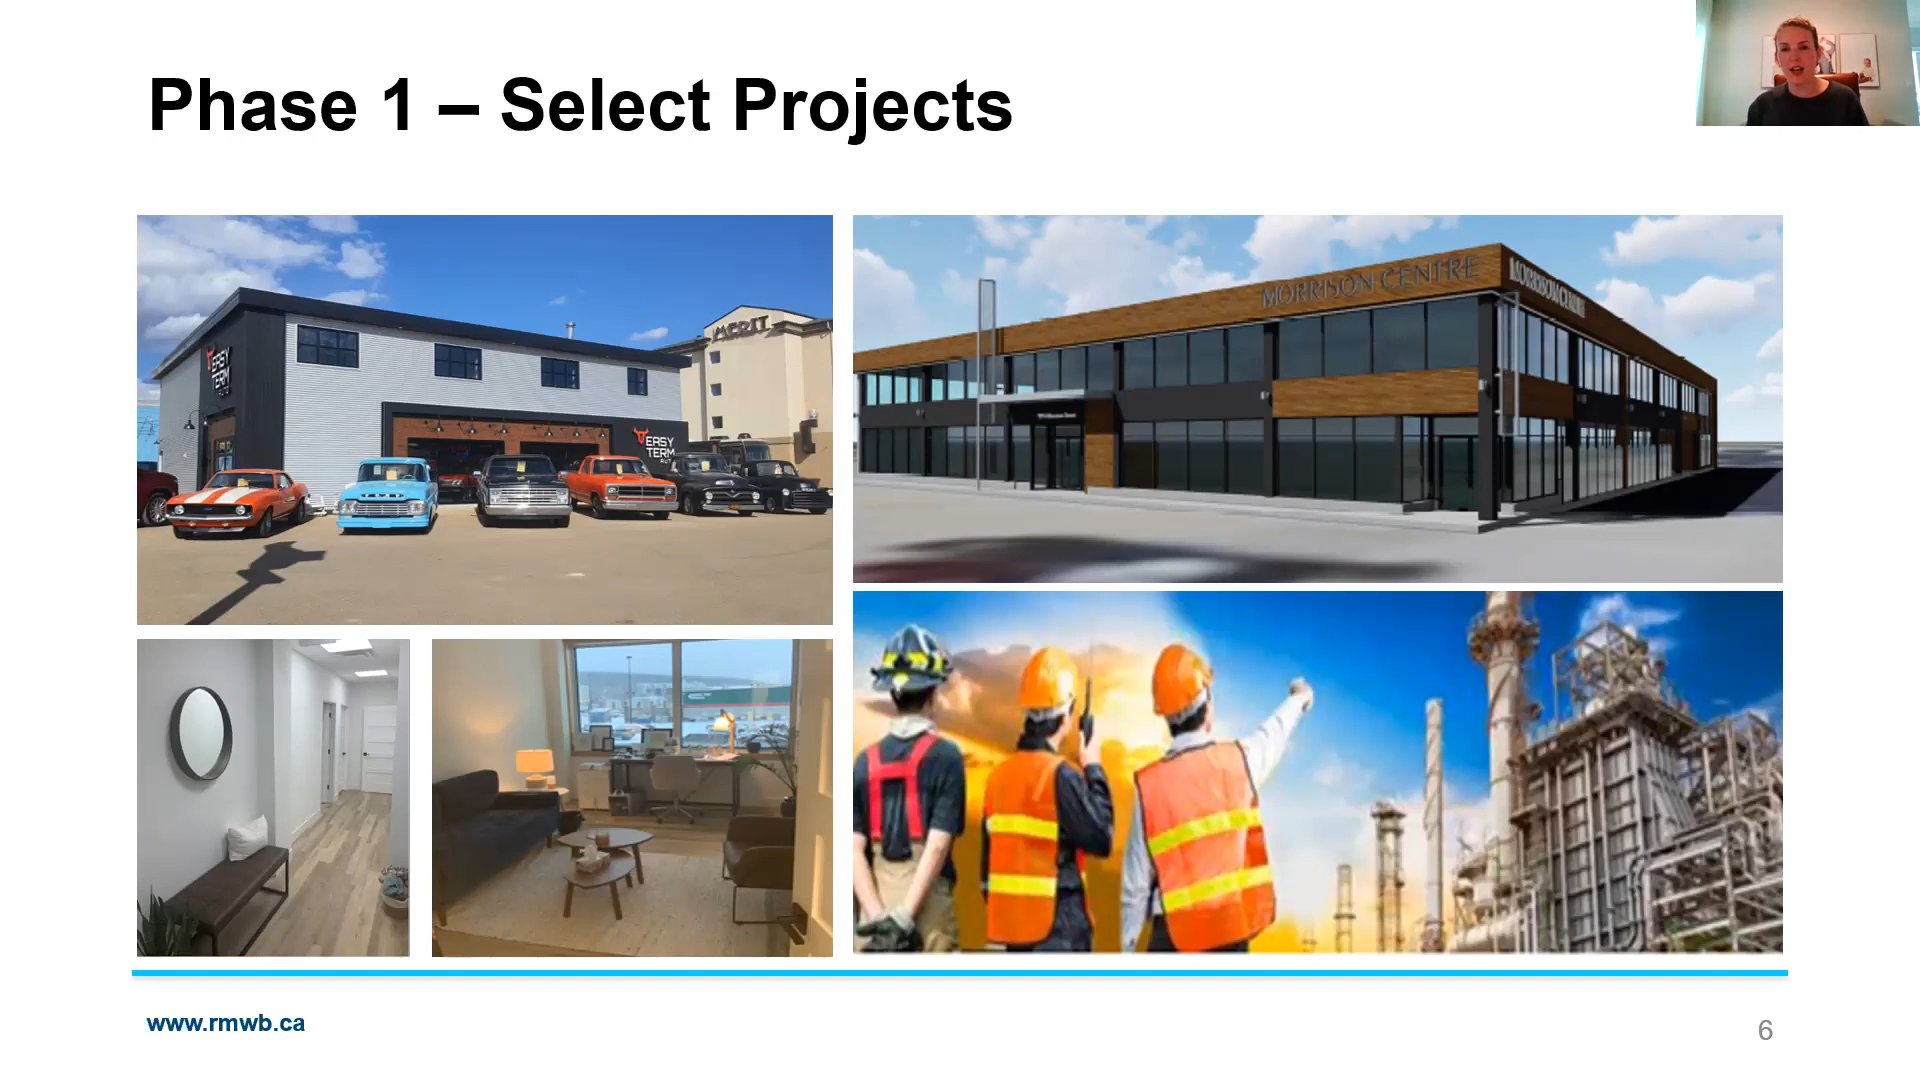 Phase 1 – Select Projects
EASY
TERM
MERIT
EASY
TERM
MORRISON CENTRE
MORRISON CENTRE
www.rmwb.ca
6